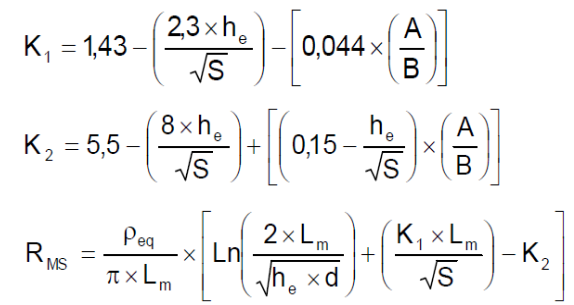 K₁ = 1,43 − (2,3 × hₑ / √S) − [0,044 × (A / B)]
K₂ = 5,5 − (8 × hₑ / √S) + [(0,15 − hₑ / √S) × (A / B)]
R_MS = ρ_eq / (π × L_m) × [Ln(2 × L_m / √(hₑ × d)) + (K₁ × L_m / √S) − K₂]